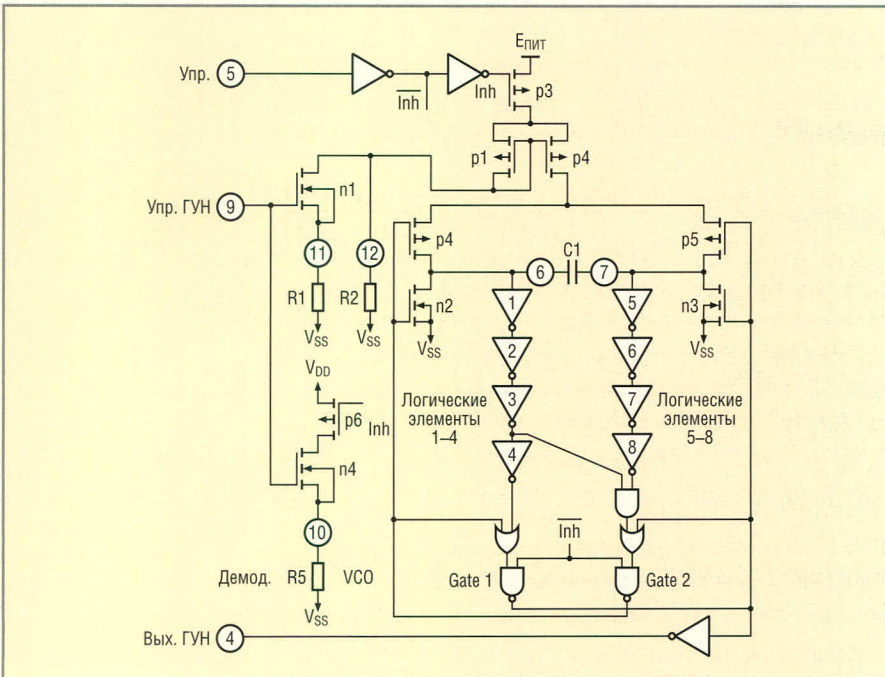 Eпит
Упр. 5
Inh
Inh
p3
p1
p4
Упр. ГУН 9
n1
11
12
R1
R2
VSS
VSS
p4
6
C1
7
p5
n2
n3
VSS
VSS
1
5
2
6
3
7
4
8
Логические
элементы
1–4
Логические
элементы
5–8
VDD
p6
Inh
n4
10
Inh
Демод.
R5
VCO
VSS
Gate 1
Gate 2
Вых. ГУН 4